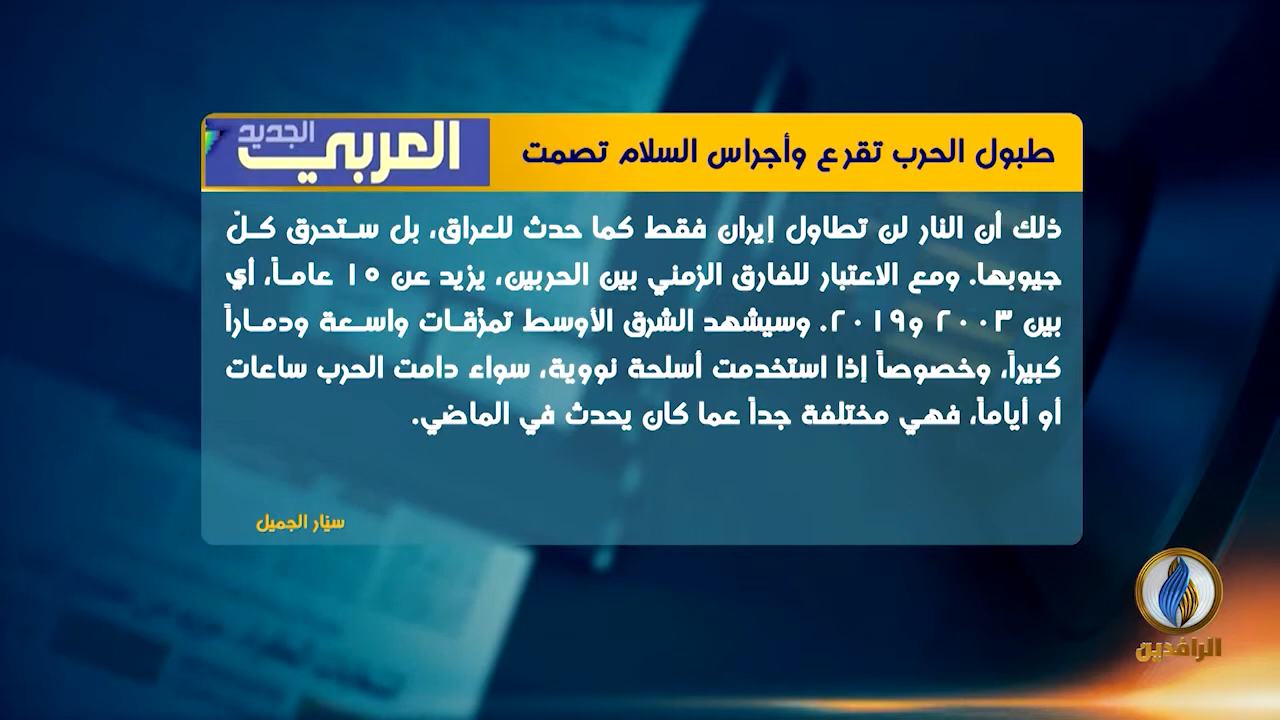 طبول الحرب تقرع وأجراس السلام تصمت
العربي الجديد
ذلك أن النار لن تطاول إيران فقط كما حدث للعراق، بل ستحرق كلّ
جيوبها. ومع الاعتبار للفارق الزمني بين الحربين، يزيد عن ١٥ عاماً، أي
بين ٢٠٠٣ و٢٠١٩. وسيشهد الشرق الأوسط تمزّقات واسعة ودماراً
كبيراً، وخصوصاً إذا استخدمت أسلحة نووية، سواء دامت الحرب ساعات
أو أياماً، فهي مختلفة جداً عما كان يحدث في الماضي.
سيّار الجميل
الرافدين